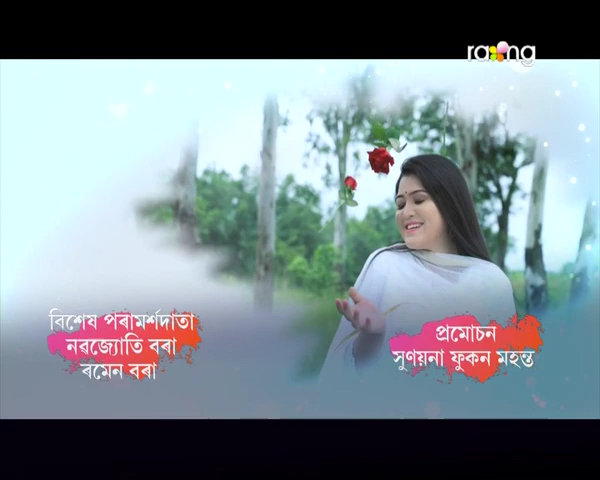 rang
বিশেষ পৰামৰ্শদাতা
নৱজ্যোতি বৰা
ৰমেন বৰা
প্ৰমোচন
সুণয়না ফুকন মহন্ত